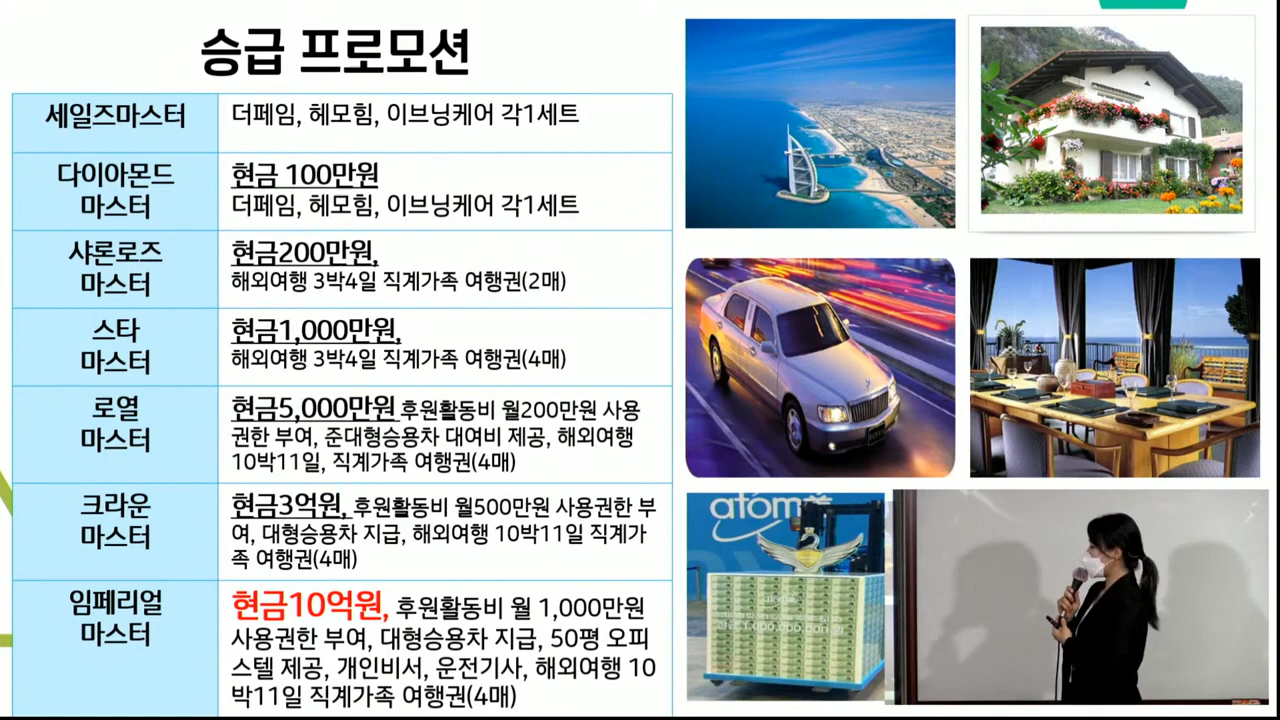 승급 프로모션
세일즈마스터
더페임, 헤모힘, 이브닝케어 각1세트
다이아몬드
마스터
현금 100만원
더페임, 헤모힘, 이브닝케어 각1세트
샤론로즈
마스터
현금200만원,
해외여행 3박4일 직계가족 여행권(2매)
스타
마스터
현금1,000만원,
해외여행 3박4일 직계가족 여행권(4매)
로열
마스터
현금5,000만원 후원활동비 월200만원 사용
권한 부여, 준대형승용차 대여비 제공, 해외여행
10박11일, 직계가족 여행권(4매)
크라운
마스터
현금3억원, 후원활동비 월500만원 사용권한 부
여, 대형승용차 지급, 해외여행 10박11일 직계가
족 여행권(4매)
임페리얼
마스터
현금10억원, 후원활동비 월 1,000만원
사용권한 부여, 대형승용차 지급, 50평 오피
스텔 제공, 개인비서, 운전기사, 해외여행 10
박11일 직계가족 여행권(4매)
atom
현금 1,000,000,000 원